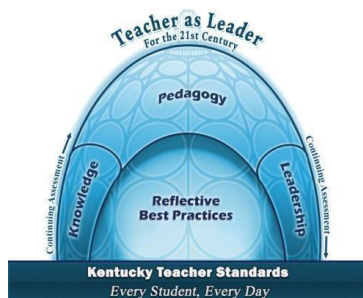 Teacher as Leader
For the 21st Century
Pedagogy
Continuing Assessment
Knowledge
Reflective
Best Practices
Leadership
Continuing Assessment
Kentucky Teacher Standards
Every Student, Every Day